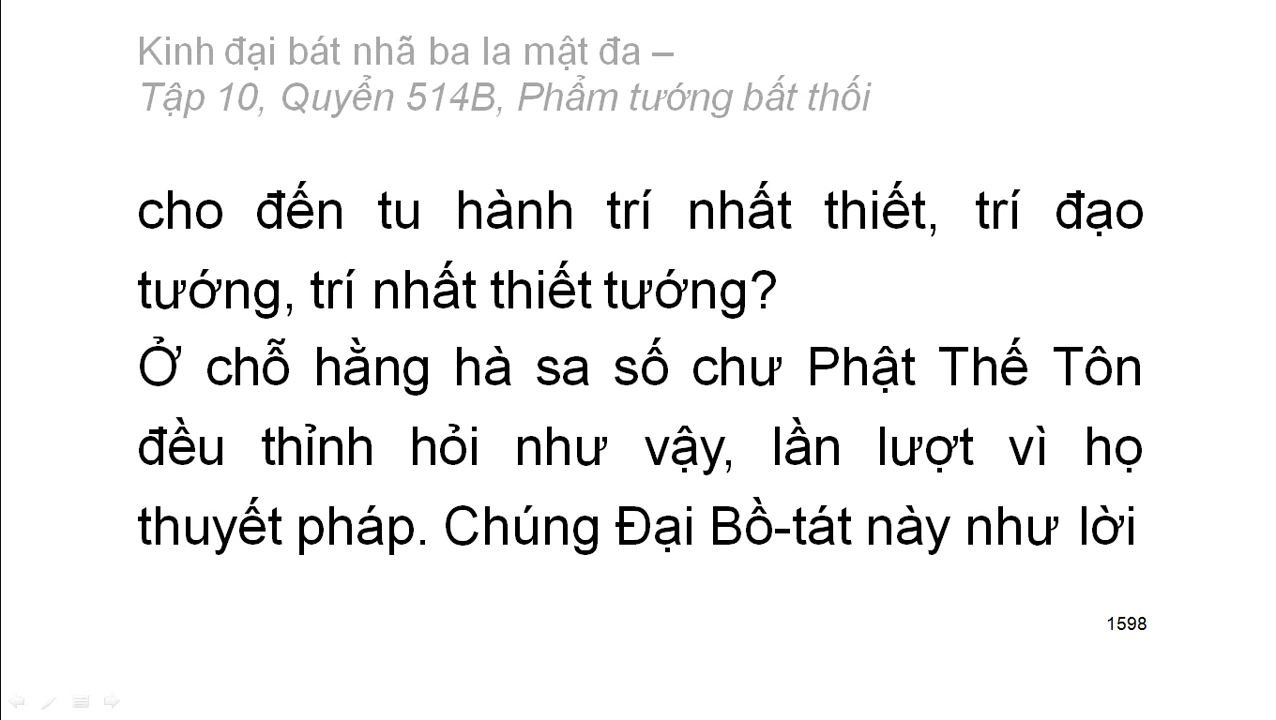 Kinh đại bát nhã ba la mật đa –
Tập 10, Quyển 514B, Phẩm tướng bất thối
cho đến tu hành trí nhất thiết, trí đạo
tướng, trí nhất thiết tướng?
Ở chỗ hằng hà sa số chư Phật Thế Tôn
đều thỉnh hỏi như vậy, lần lượt vì họ
thuyết pháp. Chúng Đại Bồ-tát này như lời
1598